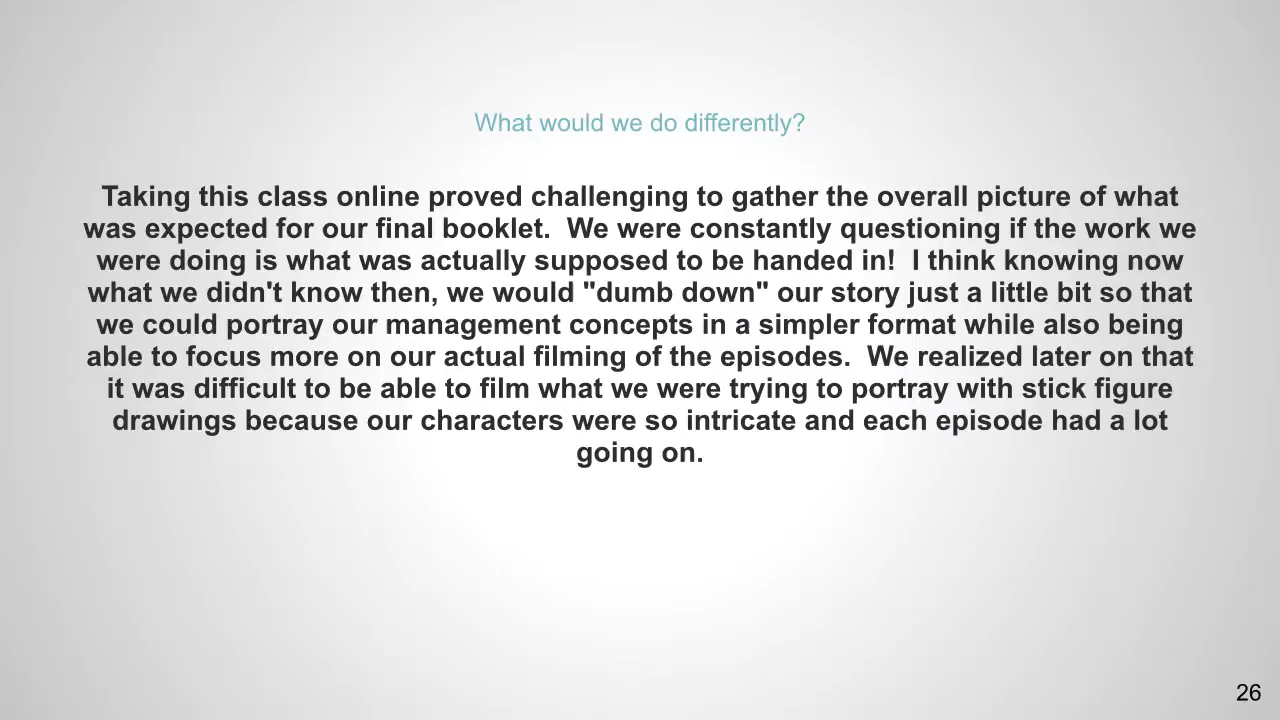 What would we do differently?
Taking this class online proved challenging to gather the overall picture of what
was expected for our final booklet.  We were constantly questioning if the work we
were doing is what was actually supposed to be handed in!  I think knowing now
what we didn't know then, we would "dumb down" our story just a little bit so that
we could portray our management concepts in a simpler format while also being
able to focus more on our actual filming of the episodes.  We realized later on that
it was difficult to be able to film what we were trying to portray with stick figure
drawings because our characters were so intricate and each episode had a lot
going on.
26